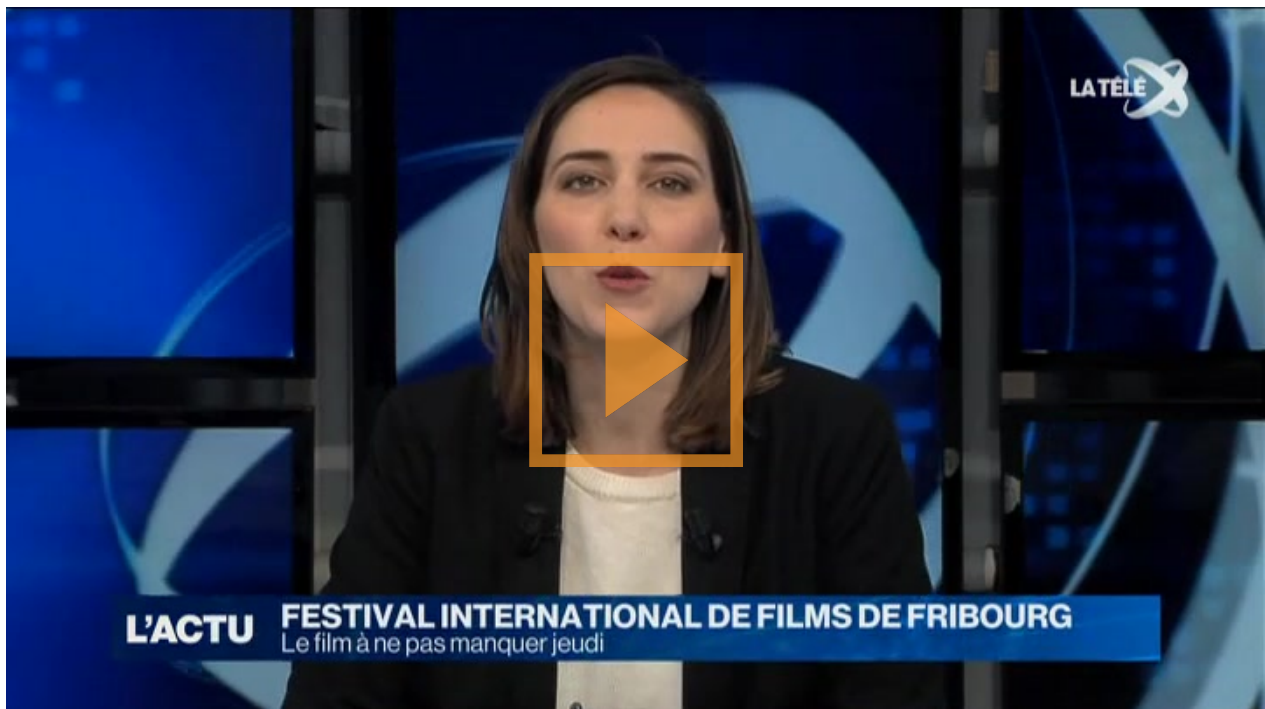 LA TÉLÉ
L'ACTU
FESTIVAL INTERNATIONAL DE FILMS DE FRIBOURG
Le film à ne pas manquer jeudi